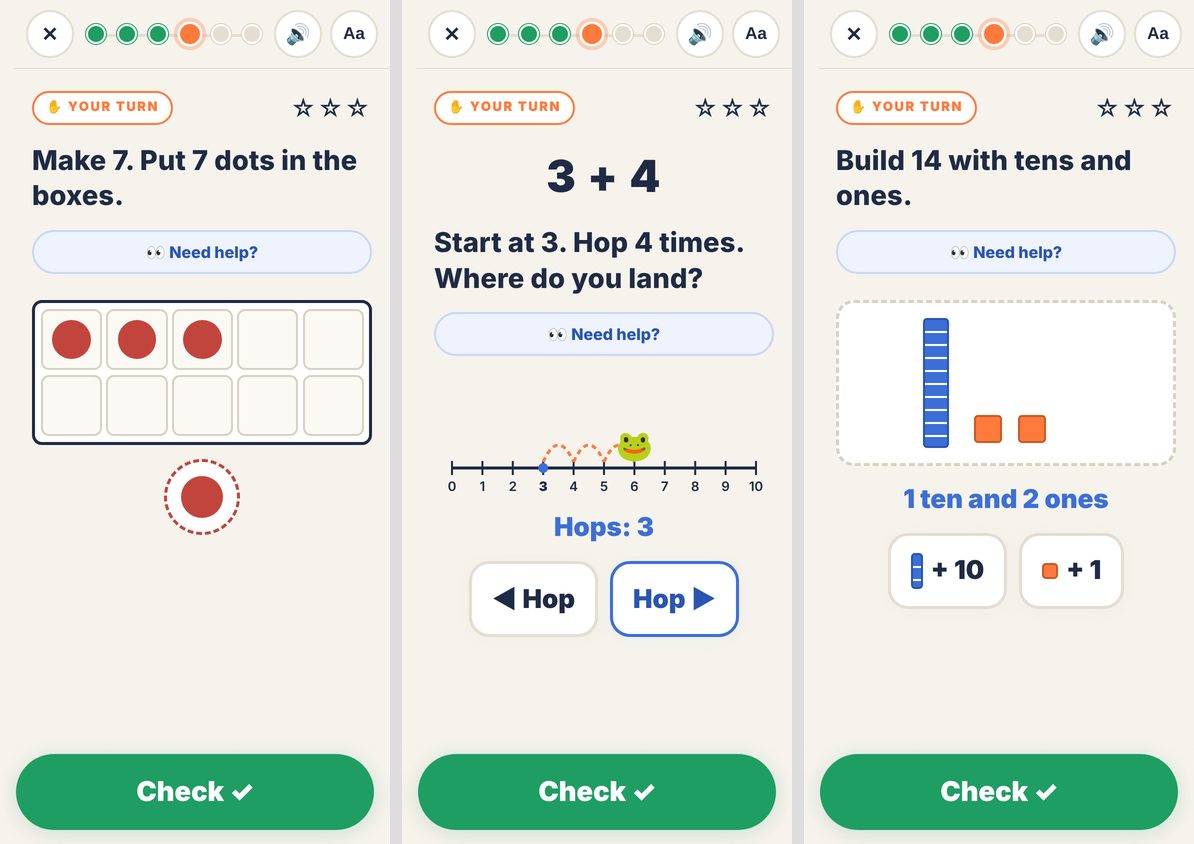 ✕
Aa
✋ YOUR TURN
Make 7. Put 7 dots in the
boxes.
👀 Need help?
Check ✓
✕
Aa
✋ YOUR TURN
3 + 4
Start at 3. Hop 4 times.
Where do you land?
👀 Need help?
0 1 2 3 4 5 6 7 8 9 10
Hops: 3
◀ Hop
Hop ▶
Check ✓
✕
Aa
✋ YOUR TURN
Build 14 with tens and
ones.
👀 Need help?
1 ten and 2 ones
+ 10
+ 1
Check ✓